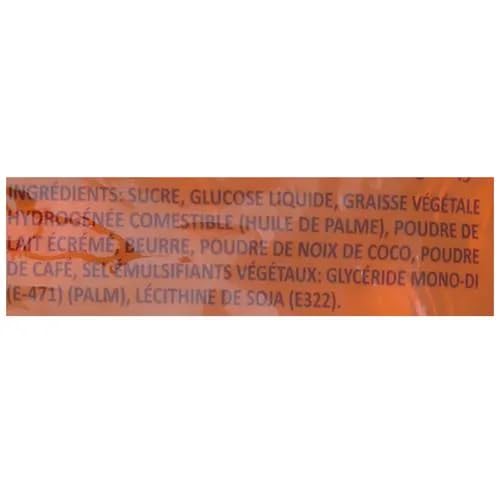 INGRÉDIENTS: SUCRE, GLUCOSE LIQUIDE, GRAISSE VÉGÉTALE
HYDROGÉNÉE COMESTIBLE (HUILE DE PALME), POUDRE DE
LAIT ÉCRÉMÉ, BEURRE, POUDRE DE NOIX DE COCO, POUDRE
DE CAFÉ, SEL ÉMULSIFIANTS VÉGÉTAUX: GLYCÉRIDE MONO-DI
(E-471) (PALM), LÉCITHINE DE SOJA (E322).